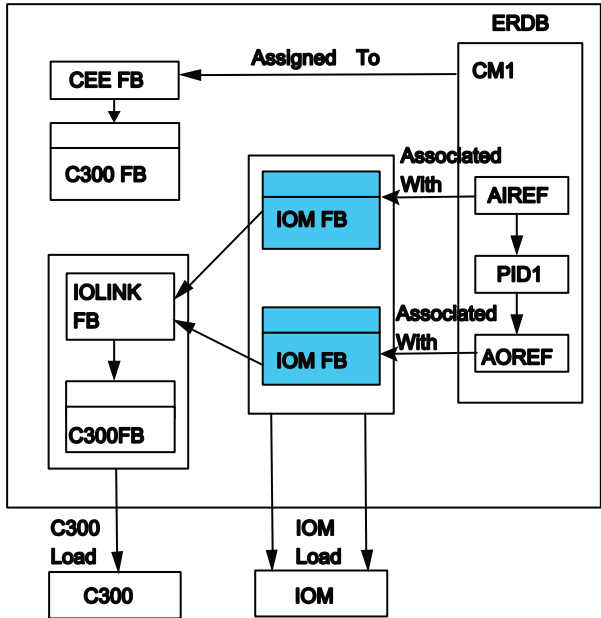 ERDB
Assigned To
CEE FB
CM1
C300 FB
Associated
With
IOM FB
AIREF
IOLINK
FB
PID1
Associated
With
IOM FB
AOREF
C300FB
C300
Load
IOM
Load
C300
IOM